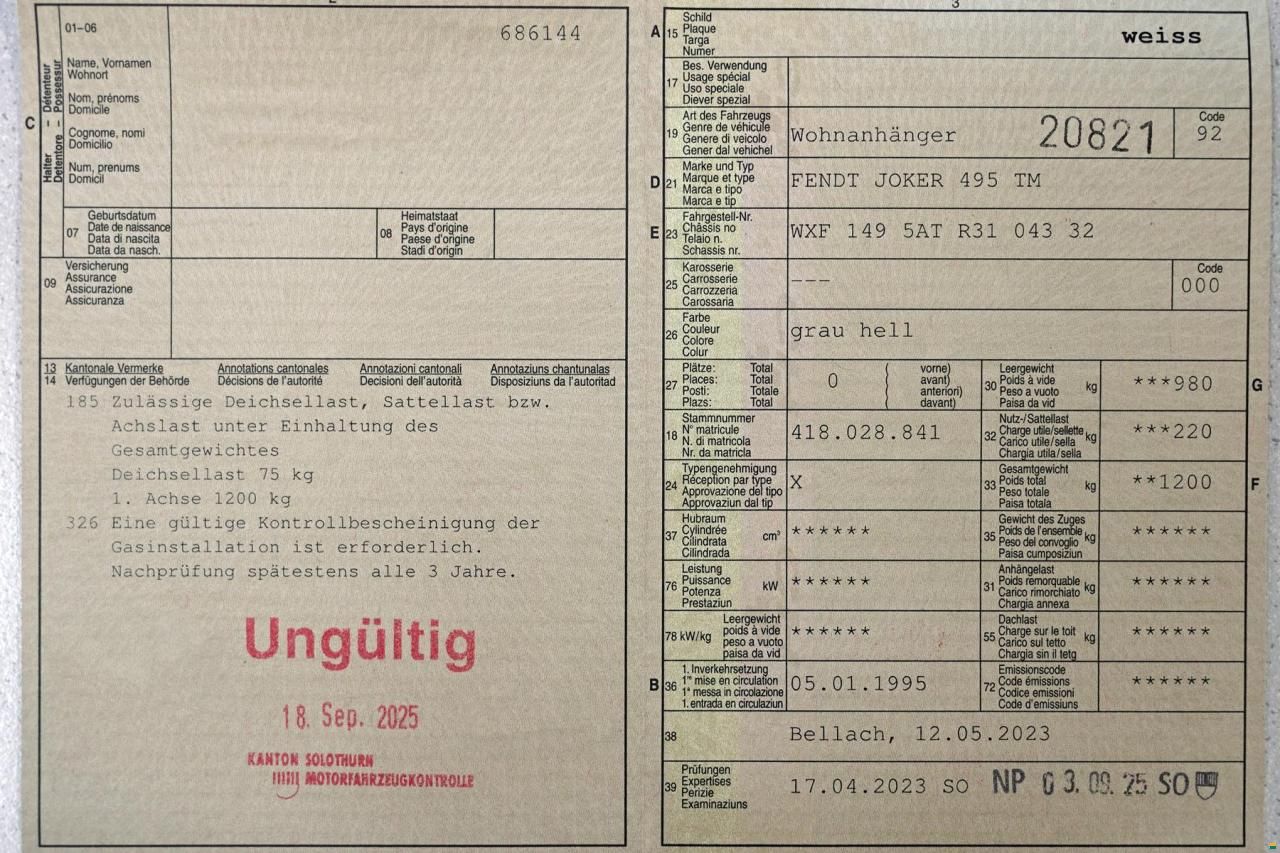 3
C
Halter – Détenteur
Detentore – Possessur
01–06
686144
Name, Vornamen
Wohnort
Nom, prénoms
Domicile
Cognome, nomi
Domicilio
Num, prenums
Domicil
07
Geburtsdatum
Date de naissance
Data di nascita
Data da nasch.
08
Heimatstaat
Pays d'origine
Paese d'origine
Stadi d'origin
09
Versicherung
Assurance
Assicurazione
Assicuranza
13 Kantonale Vermerke Annotations cantonales Annotazioni cantonali Annotaziuns chantunalas
14 Verfügungen der Behörde Décisions de l'autorité Decisioni dell'autorità Disposiziuns da l'autoritad
185 Zulässige Deichsellast, Sattellast bzw.
Achslast unter Einhaltung des
Gesamtgewichtes
Deichsellast 75 kg
1. Achse 1200 kg
326 Eine gültige Kontrollbescheinigung der
Gasinstallation ist erforderlich.
Nachprüfung spätestens alle 3 Jahre.
Ungültig
18. Sep. 2025
KANTON SOLOTHURN
MOTORFAHRZEUGKONTROLLE
A 15
Schild
Plaque
Targa
Numer
weiss
17
Bes. Verwendung
Usage spécial
Uso speciale
Diever spezial
19
Art des Fahrzeugs
Genre de véhicule
Genere di veicolo
Gener dal vehichel
Wohnanhänger
20821
Code
92
D 21
Marke und Typ
Marque et type
Marca e tipo
Marca e tip
FENDT JOKER 495 TM
E 23
Fahrgestell-Nr.
Châssis no
Telaio n.
Schassis nr.
WXF 149 5AT R31 043 32
25
Karosserie
Carrosserie
Carrozzeria
Carossaria
---
Code
000
26
Farbe
Couleur
Colore
Colur
grau hell
27
Plätze: Total
Places: Total
Posti: Totale
Plazs: Total
0
( vorne)
( avant)
( anteriori)
( davant)
30
Leergewicht
Poids à vide
Peso a vuoto
Paisa da vid
kg
***980
G
18
Stammnummer
N° matricule
N. di matricola
Nr. da matricla
418.028.841
32
Nutz-/Sattellast
Charge utile/sellette
Carico utile/sella
Chargia utila/sella
kg
***220
24
Typengenehmigung
Réception par type
Approvazione del tipo
Approvaziun dal tip
X
33
Gesamtgewicht
Poids total
Peso totale
Paisa totala
kg
**1200
F
37
Hubraum
Cylindrée
Cilindrata
Cilindrada
cm³
******
35
Gewicht des Zuges
Poids de l'ensemble
Peso del convoglio
Paisa cumposiziun
kg
******
76
Leistung
Puissance
Potenza
Prestaziun
kW
******
31
Anhängelast
Poids remorquable
Carico rimorchiato
Chargia annexa
kg
******
78 kW/kg
Leergewicht
poids à vide
peso a vuoto
paisa da vid
******
55
Dachlast
Charge sur le toit
Carico sul tetto
Chargia sin il tetg
kg
******
B 36
1. Inverkehrsetzung
1re mise en circulation
1a messa in circolazione
1. entrada en circulaziun
05.01.1995
72
Emissionscode
Code émissions
Codice emissioni
Code d'emissiuns
******
38
Bellach, 12.05.2023
39
Prüfungen
Expertises
Perizie
Examinaziuns
17.04.2023 SO
NP 03.09.25 SO